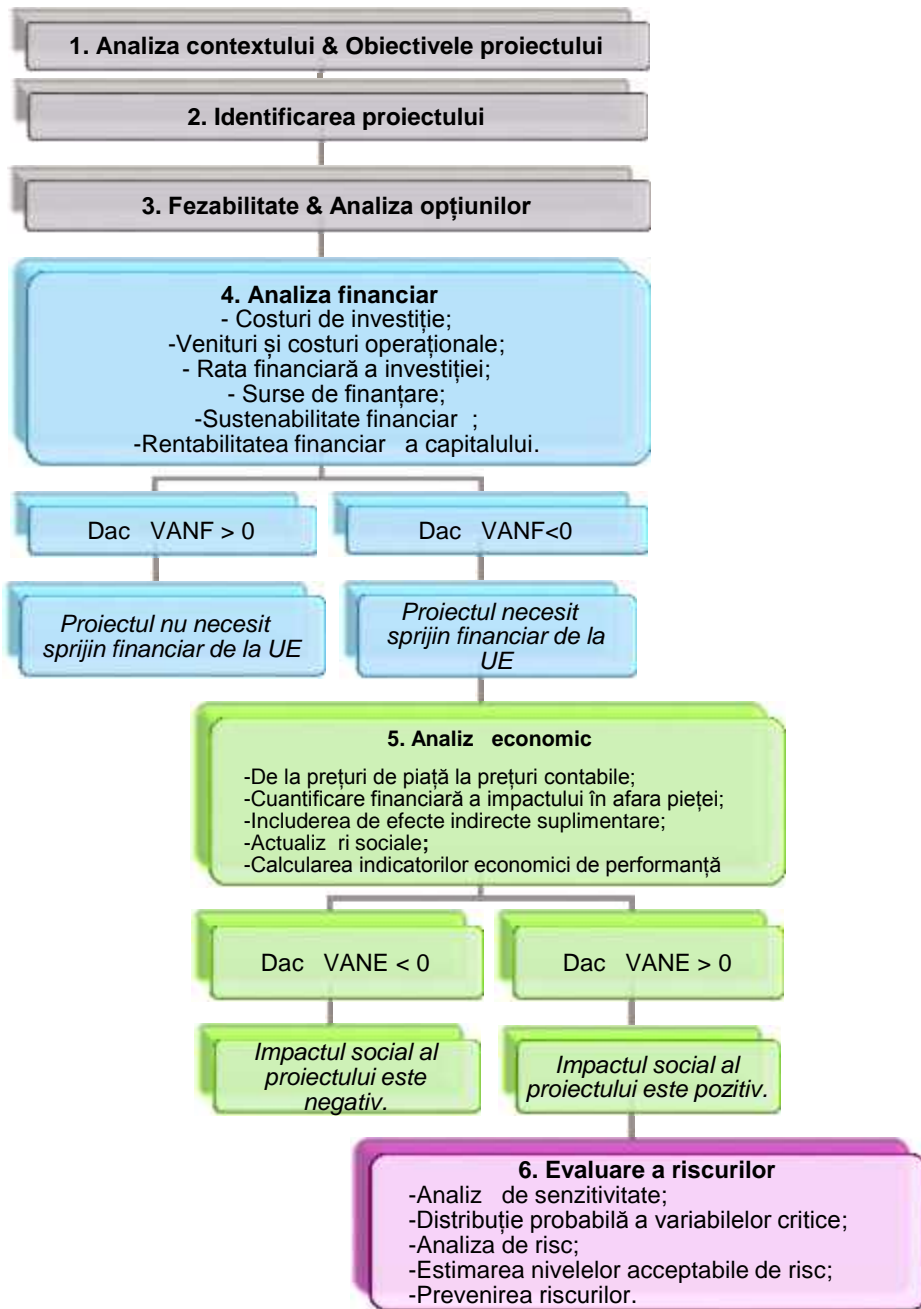 1. Analiza contextului & Obiectivele proiectului
2. Identificarea proiectului
3. Fezabilitate & Analiza opțiunilor
4. Analiza financiar
- Costuri de investiție;
-Venituri și costuri operaționale;
- Rata financiară a investiției;
- Surse de finanțare;
-Sustenabilitate financiar ;
-Rentabilitatea financiar a capitalului.
Dac VANF > 0
Dac VANF<0
Proiectul nu necesit
sprijin financiar de la UE
Proiectul necesit
sprijin financiar de la
UE
5. Analiz economic
-De la prețuri de piață la prețuri contabile;
-Cuantificare financiară a impactului în afara pieței;
-Includerea de efecte indirecte suplimentare;
-Actualiz ri sociale;
-Calcularea indicatorilor economici de performanță
Dac VANE < 0
Dac VANE > 0
Impactul social al
proiectului este
negativ.
Impactul social al
proiectului este pozitiv.
6. Evaluare a riscurilor
-Analiz de senzitivitate;
-Distribuție probabilă a variabilelor critice;
-Analiza de risc;
-Estimarea nivelelor acceptabile de risc;
-Prevenirea riscurilor.